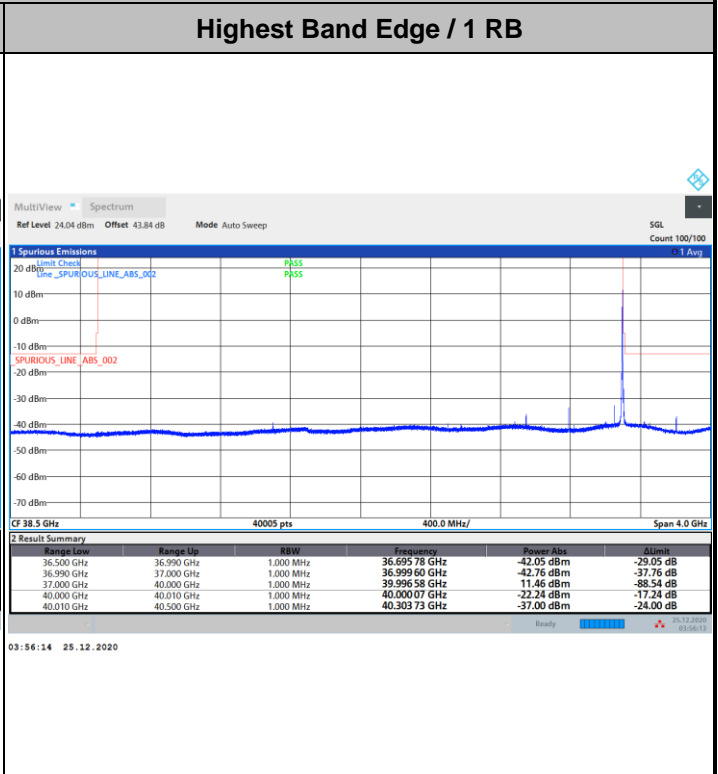 Highest Band Edge / 1 RB
MultiView Spectrum
Ref Level 24.04 dBm Offset 43.84 dB Mode Auto Sweep SGL
Count 100/100
1 Spurious Emissions 1 Avg
Limit Check PASS
20 dBm
Line _SPURIOUS_LINE_ABS_002 PASS
10 dBm
0 dBm
-10 dBm
_SPURIOUS_LINE_ABS_002
-20 dBm
-30 dBm
-40 dBm
-50 dBm
-60 dBm
-70 dBm
CF 38.5 GHz 40005 pts 400.0 MHz/ Span 4.0 GHz
2 Result Summary
Range Low Range Up RBW Frequency Power Abs ΔLimit
36.500 GHz 36.990 GHz 1.000 MHz 36.695 78 GHz -42.05 dBm -29.05 dB
36.990 GHz 37.000 GHz 1.000 MHz 36.999 60 GHz -42.76 dBm -37.76 dB
37.000 GHz 40.000 GHz 1.000 MHz 39.996 58 GHz 11.46 dBm -88.54 dB
40.000 GHz 40.010 GHz 1.000 MHz 40.000 07 GHz -22.24 dBm -17.24 dB
40.010 GHz 40.500 GHz 1.000 MHz 40.303 73 GHz -37.00 dBm -24.00 dB
Ready 25.12.2020
03:56:13
03:56:14 25.12.2020